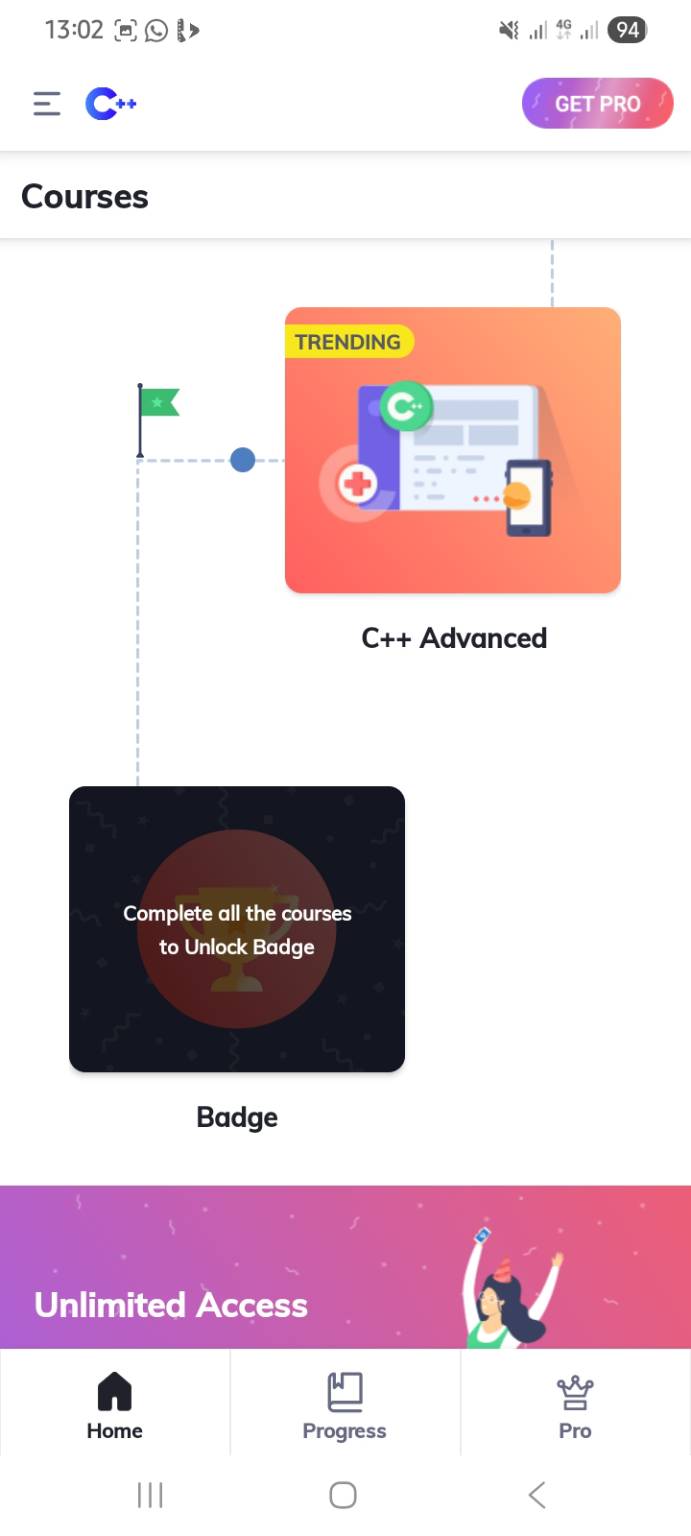 13:02
4G
94
C++
GET PRO
Courses
TRENDING
C++
C++ Advanced
Complete all the courses
to Unlock Badge
Badge
Unlimited Access
Home
Progress
Pro